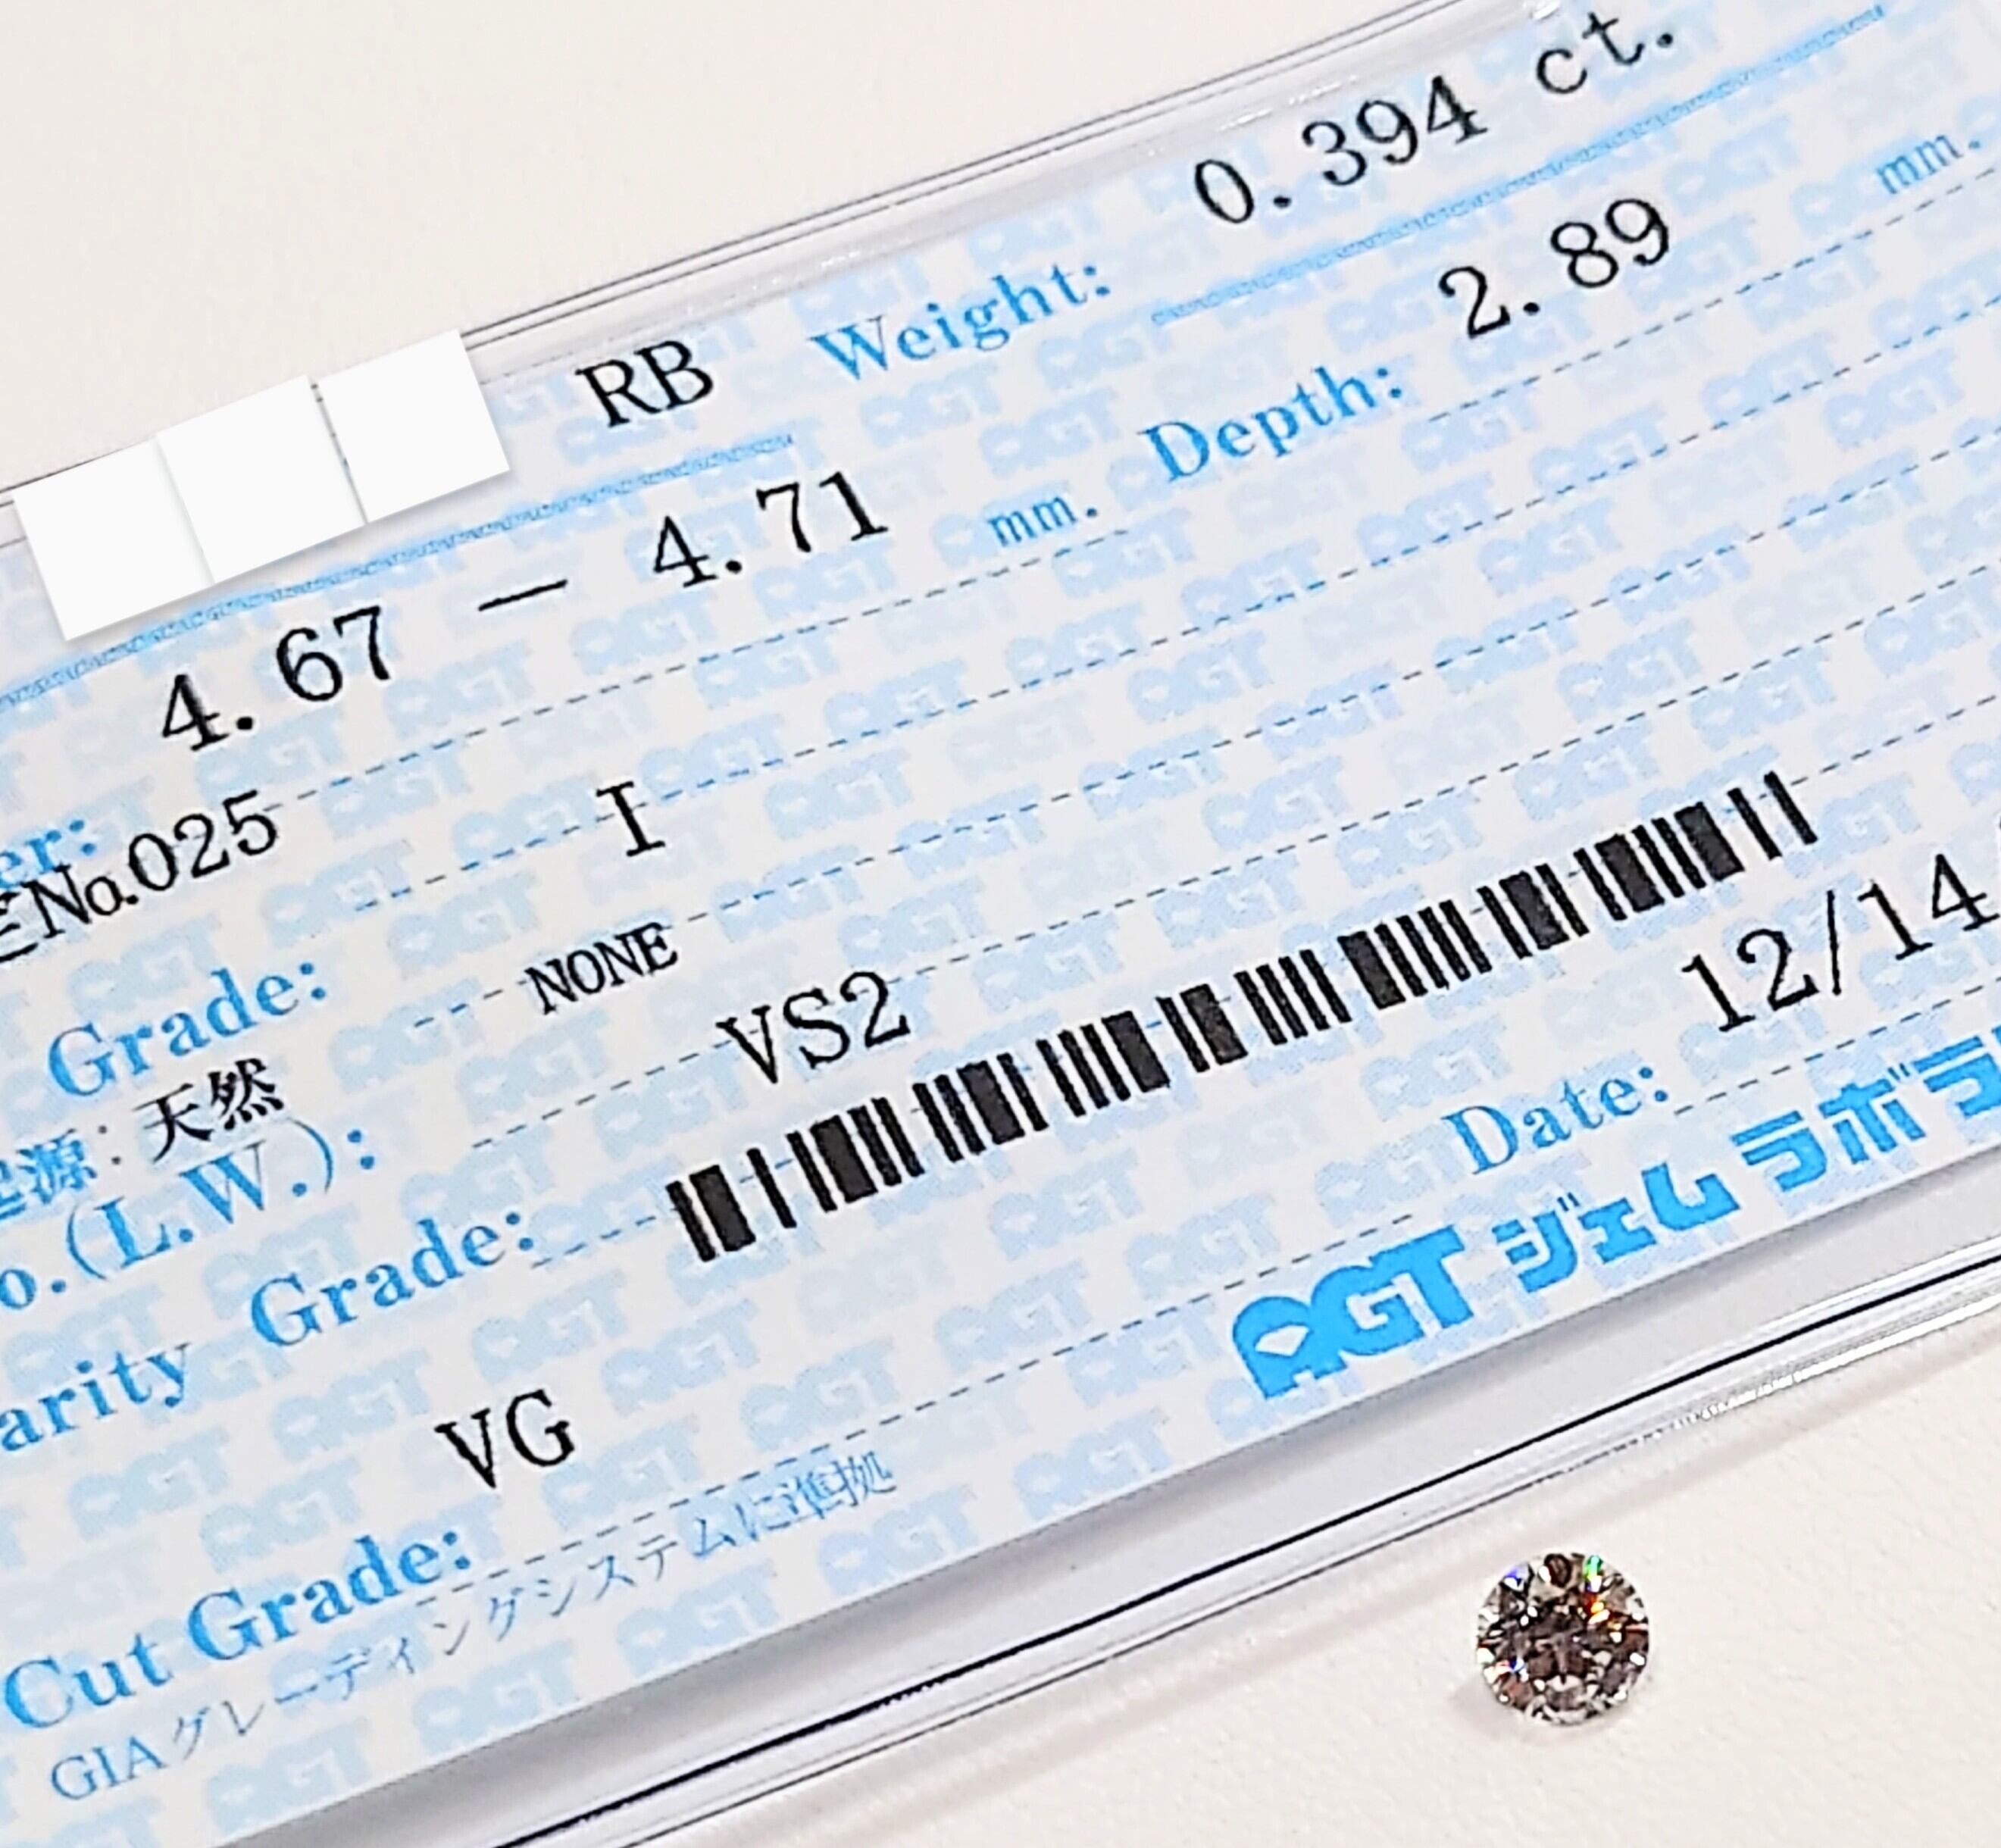 RB Weight: 0.394 ct.
4.67 － 4.71 mm. Depth: 2.89 mm.
er:
No.025
Grade: I
源: 天然 NONE
o.(L.W.):
arity Grade: VS2
Cut Grade: VG
Date: 12/14
GIAグレーディングシステムに準拠
AGT ジェム ラボラ